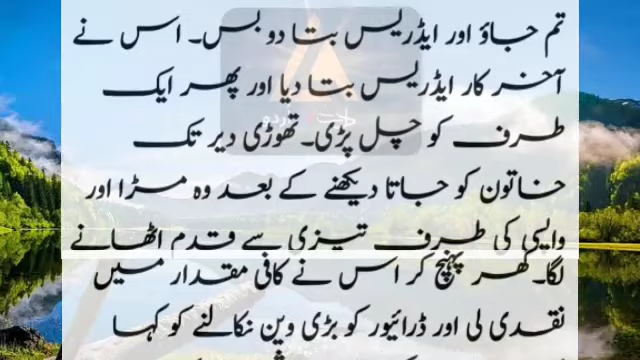 تم جاؤ اور ایڈریس بتا دو بس۔ اس نے
آخر کار ایڈریس بتا دیا اور پھر ایک
طرف کو چل پڑی۔ تھوڑی دیر تک
خاتون کو جاتا دیکھنے کے بعد وہ مڑا اور
واپسی کی طرف تیزی سے قدم اٹھانے
لگا۔ گھر پہنچ کر اس نے کافی مقدار میں
نقدی لی اور ڈرائیور کو بڑی وین نکالنے کو کہا